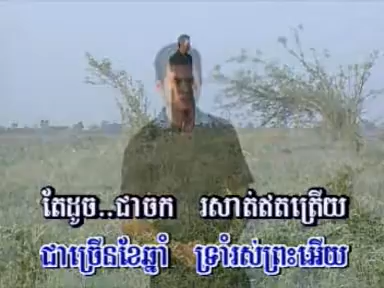 តែដូច..ជាចក រសាត់ឥតត្រើយ
ជាច្រើនខែឆ្នាំ ទ្រាំរស់ព្រះអើយ